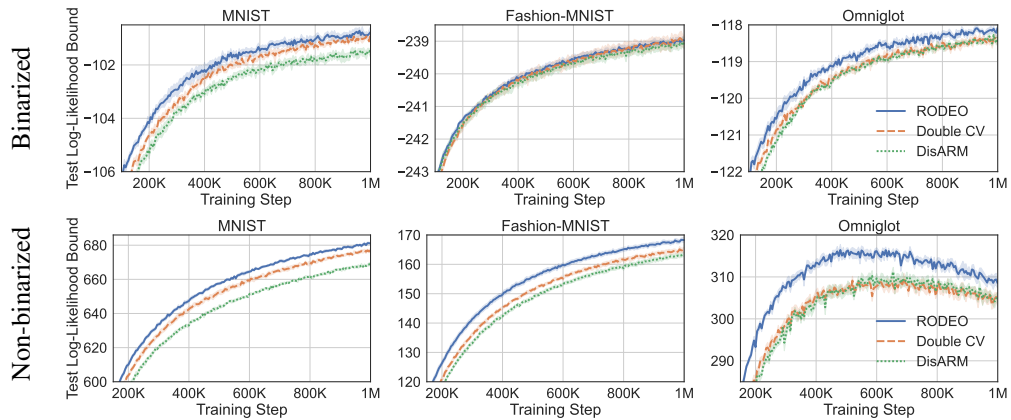 Binarized
MNIST
Test Log-Likelihood Bound
−102
−104
−106
200K 400K 600K 800K 1M
Training Step
Fashion-MNIST
−239
−240
−241
−242
−243
200K 400K 600K 800K 1M
Training Step
Omniglot
−118
−119
−120
−121
−122
RODEO
Double CV
DisARM
200K 400K 600K 800K 1M
Training Step
Non-binarized
MNIST
Test Log-Likelihood Bound
680
660
640
620
600
200K 400K 600K 800K 1M
Training Step
Fashion-MNIST
170
160
150
140
130
120
200K 400K 600K 800K 1M
Training Step
Omniglot
320
310
300
290
RODEO
Double CV
DisARM
200K 400K 600K 800K 1M
Training Step